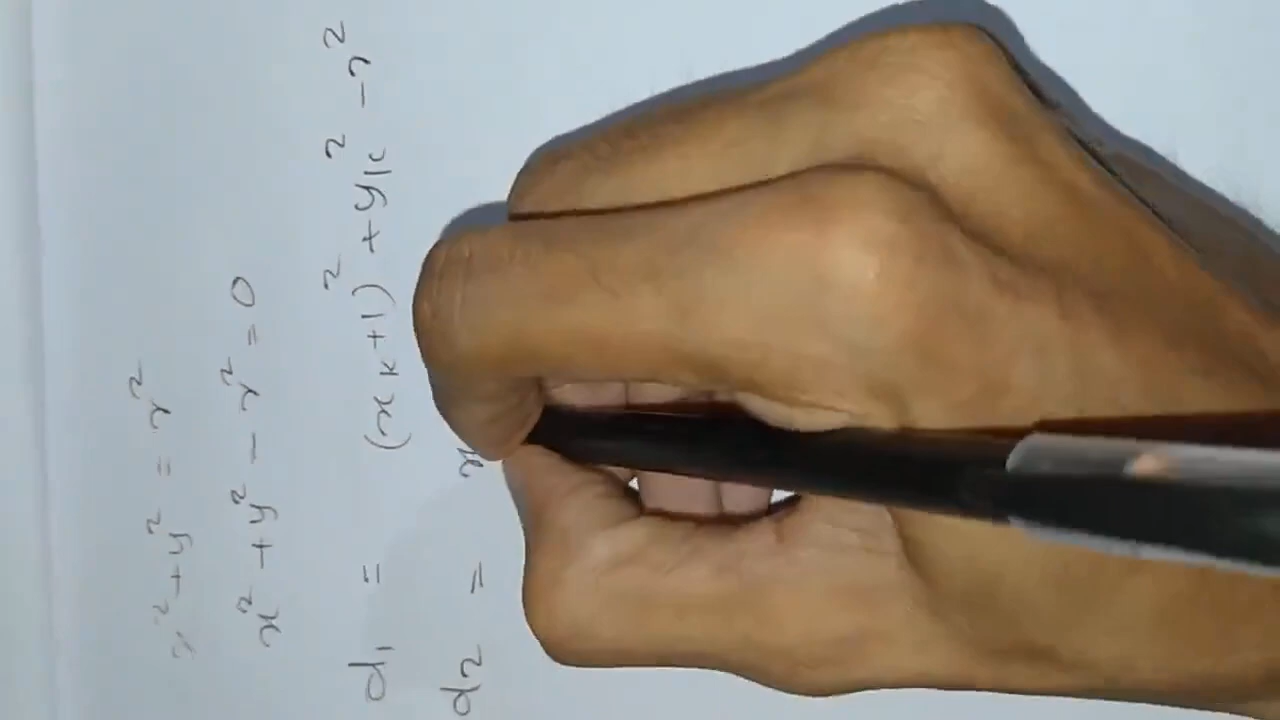 x² + y² = r²
x² + y² - r² = 0
d₁ = (xₖ+1)² + yₖ² - r²
d₂ = x